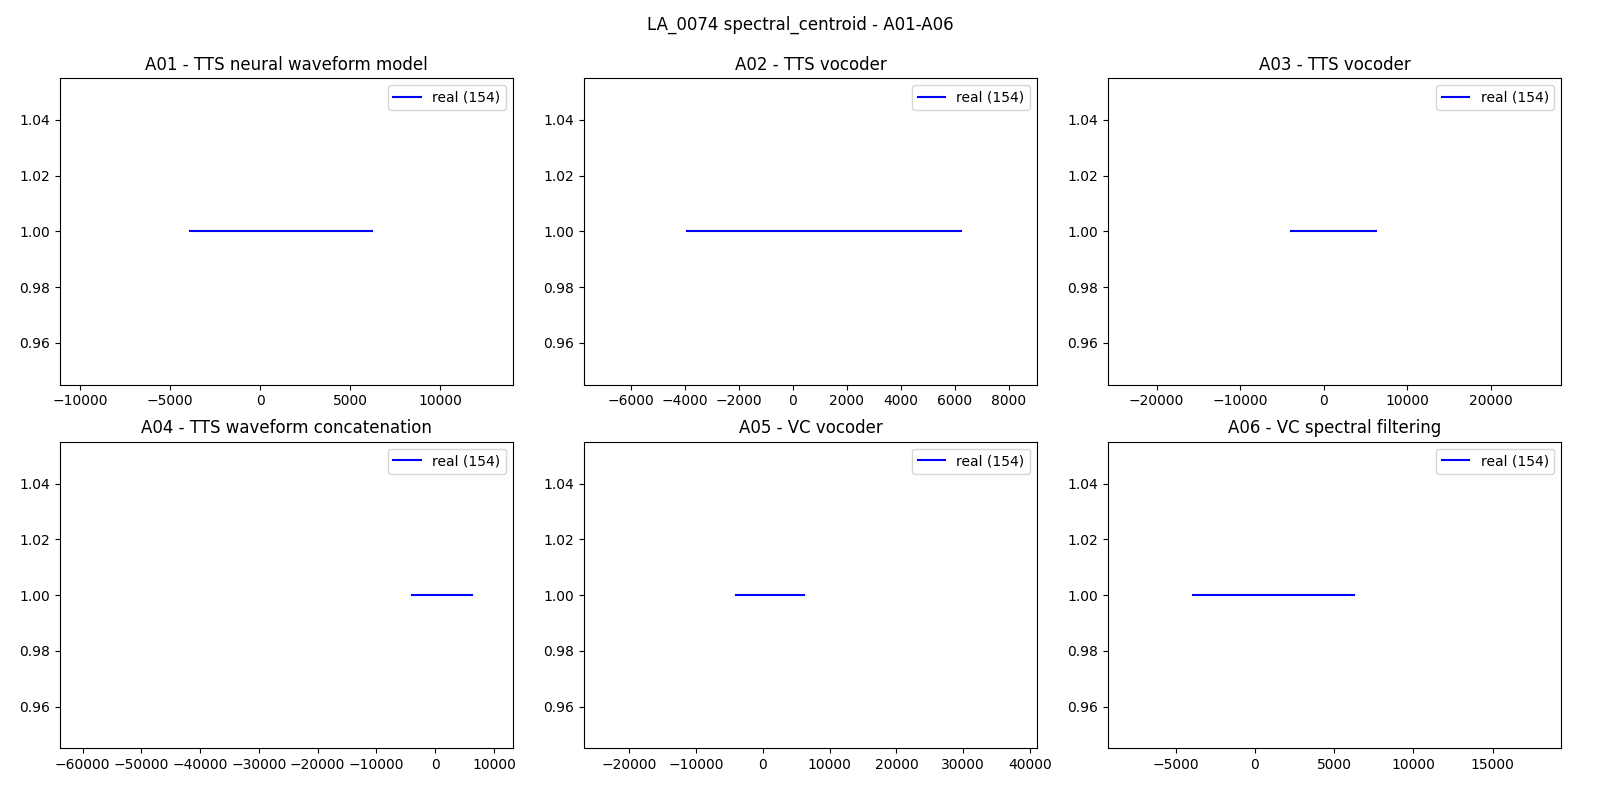 LA_0074 spectral_centroid - A01-A06
A01 - TTS neural waveform model
real (154)
1.04
1.02
1.00
0.98
0.96
−10000 −5000 0 5000 10000
A02 - TTS vocoder
real (154)
1.04
1.02
1.00
0.98
0.96
−6000 −4000 −2000 0 2000 4000 6000 8000
A03 - TTS vocoder
real (154)
1.04
1.02
1.00
0.98
0.96
−20000 −10000 0 10000 20000
A04 - TTS waveform concatenation
real (154)
1.04
1.02
1.00
0.98
0.96
−60000 −50000 −40000 −30000 −20000 −10000 0 10000
A05 - VC vocoder
real (154)
1.04
1.02
1.00
0.98
0.96
−20000 −10000 0 10000 20000 30000 40000
A06 - VC spectral filtering
real (154)
1.04
1.02
1.00
0.98
0.96
−5000 0 5000 10000 15000